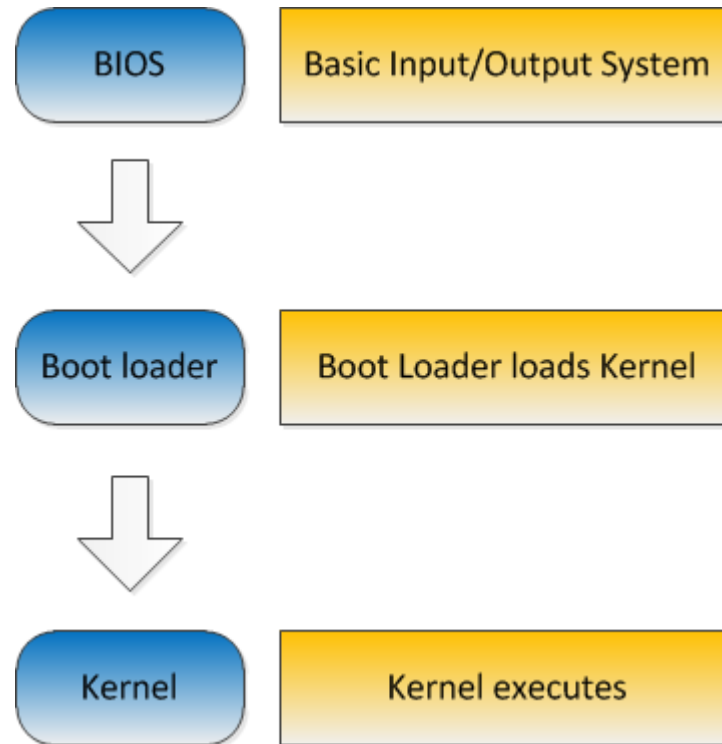 BIOS
Basic Input/Output System
Boot loader
Boot Loader loads Kernel
Kernel
Kernel executes